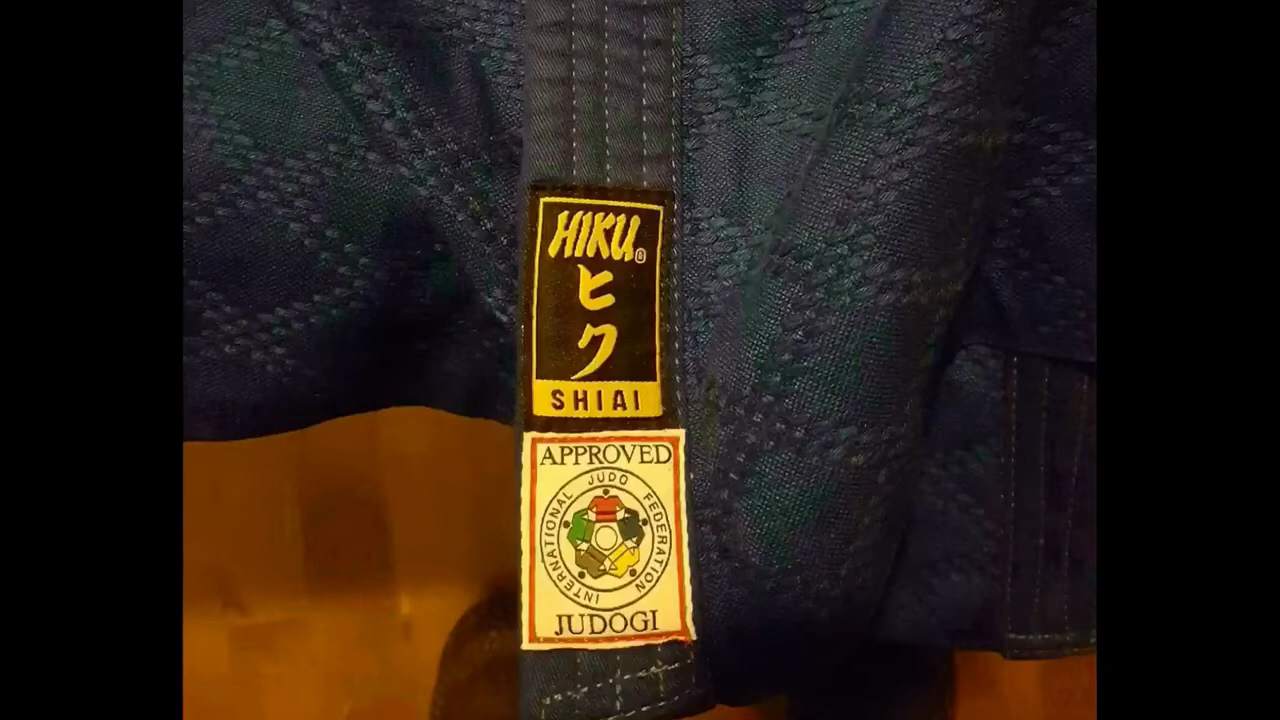 HIKU®
ヒク
SHIAI
APPROVED
INTERNATIONAL JUDO FEDERATION
JUDOGI